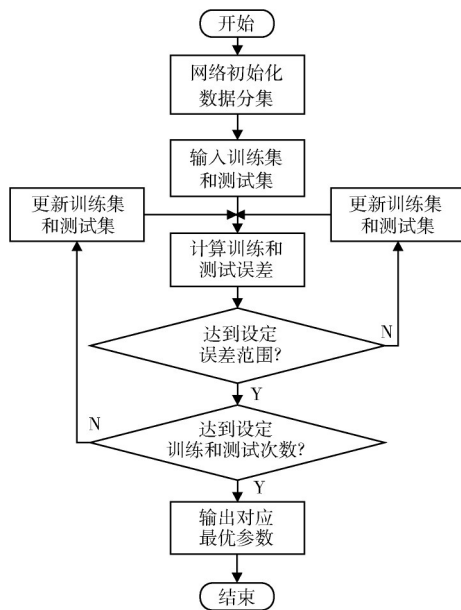 开始
网络初始化
数据分集
输入训练集
和测试集
更新训练集
和测试集
更新训练集
和测试集
计算训练和
测试误差
达到设定
误差范围?
N
Y
达到设定
训练和测试次数?
N
Y
输出对应
最优参数
结束